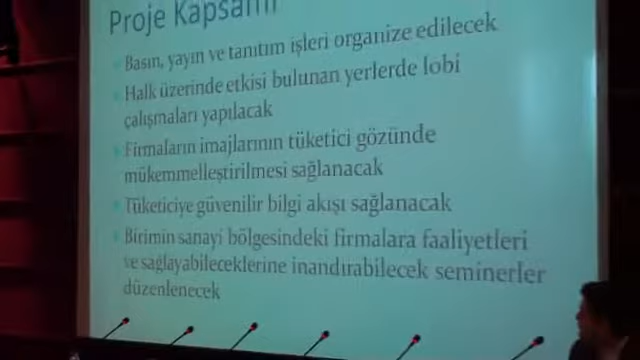 Proje Kapsamı
Basın, yayın ve tanıtım işleri organize edilecek
Halk üzerinde etkisi bulunan yerlerde lobi
çalışmaları yapılacak
Firmaların imajlarının tüketici gözünde
mükemmelleştirilmesi sağlanacak
Tüketiciye güvenilir bilgi akışı sağlanacak
Birimin sanayi bölgesindeki firmalara faaliyetleri
ve sağlayabileceklerine inandırabilecek seminerler
düzenlenecek